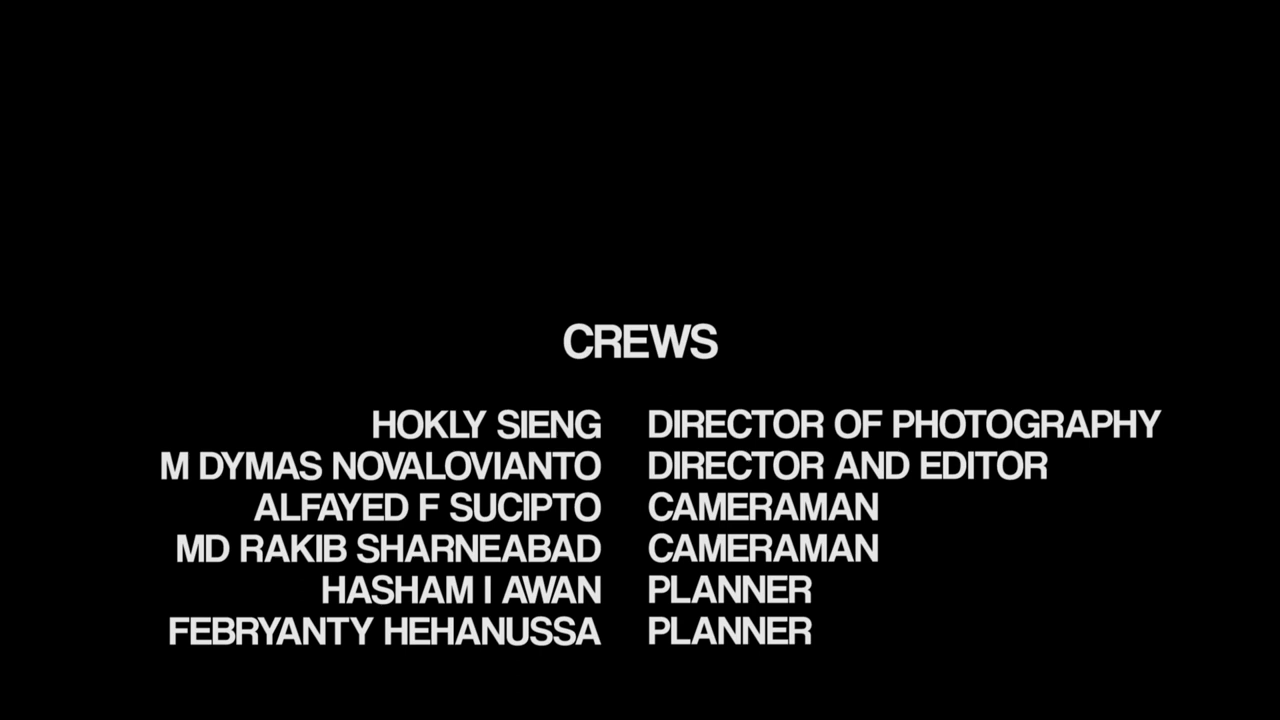 CREWS
HOKLY SIENG DIRECTOR OF PHOTOGRAPHY
M DYMAS NOVALOVIANTO DIRECTOR AND EDITOR
ALFAYED F SUCIPTO CAMERAMAN
MD RAKIB SHARNEABAD CAMERAMAN
HASHAM I AWAN PLANNER
FEBRYANTY HEHANUSSA PLANNER